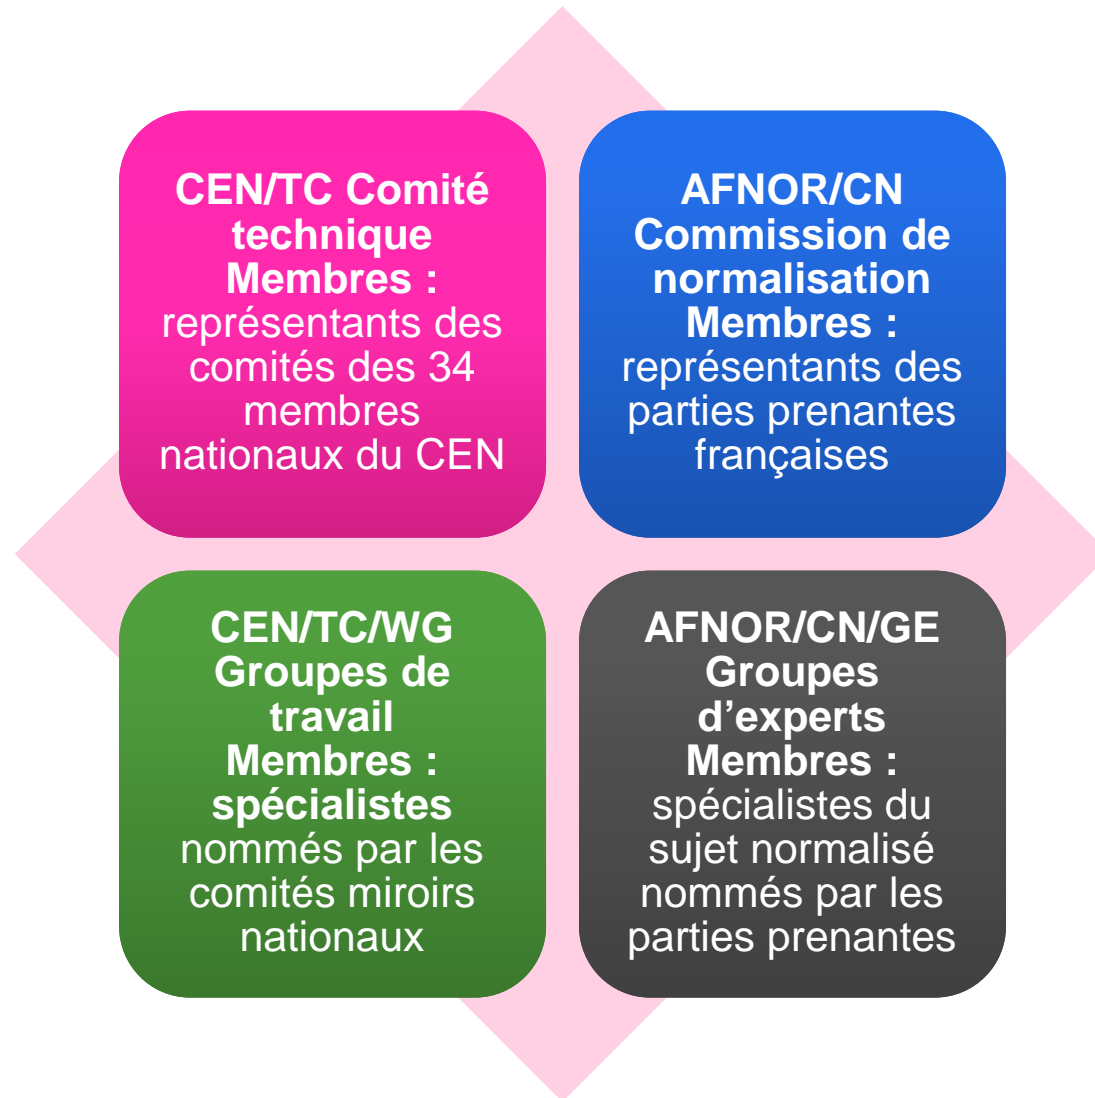 CEN/TC Comité
technique
Membres :
représentants des
comités des 34
membres
nationaux du CEN
AFNOR/CN
Commission de
normalisation
Membres :
représentants des
parties prenantes
françaises
CEN/TC/WG
Groupes de
travail
Membres :
spécialistes
nommés par les
comités miroirs
nationaux
AFNOR/CN/GE
Groupes
d’experts
Membres :
spécialistes du
sujet normalisé
nommés par les
parties prenantes